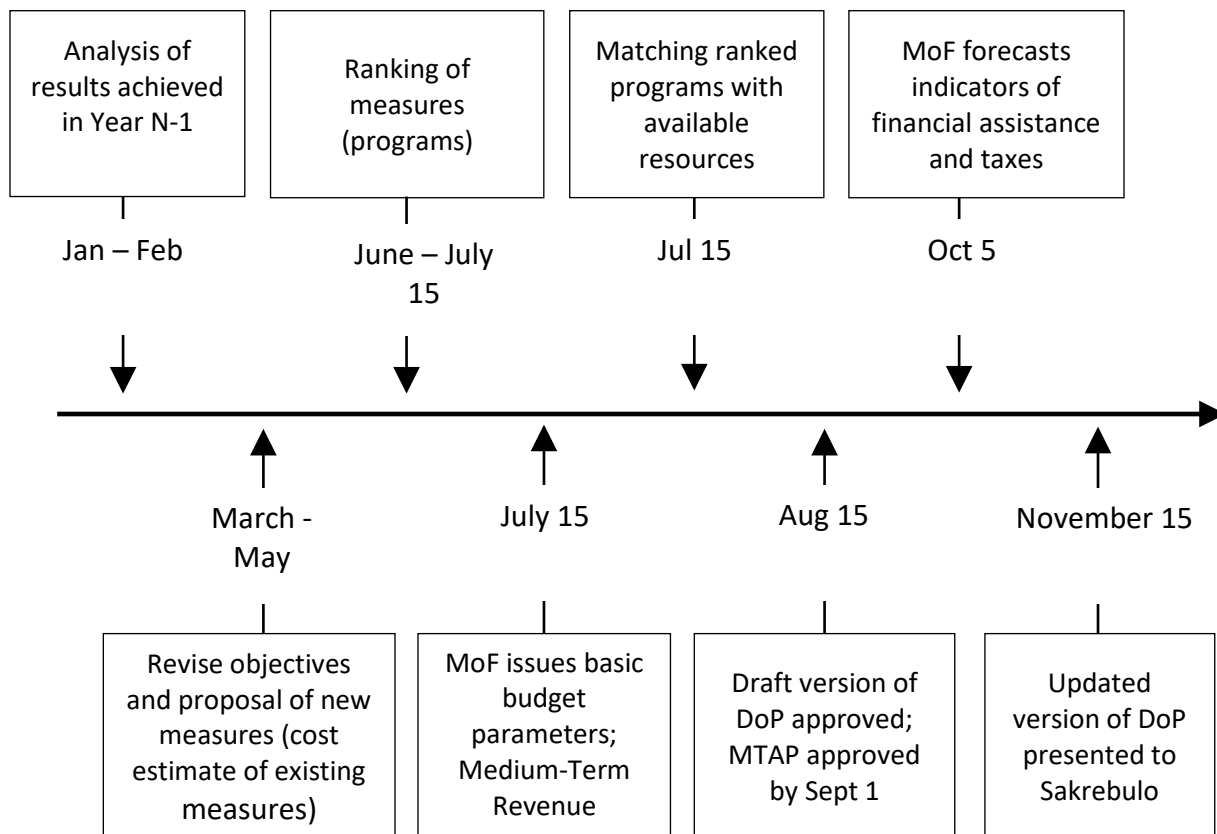 Analysis of
results achieved
in Year N-1
Ranking of
measures
(programs)
Matching ranked
programs with
available
resources
MoF forecasts
indicators of
financial assistance
and taxes
Jan – Feb
June – July
15
Jul 15
Oct 5
March -
May
July 15
Aug 15
November 15
Revise objectives
and proposal of new
measures (cost
estimate of existing
measures)
MoF issues basic
budget
parameters;
Medium-Term
Revenue
Draft version of
DoP approved;
MTAP approved
by Sept 1
Updated
version of DoP
presented to
Sakrebulo